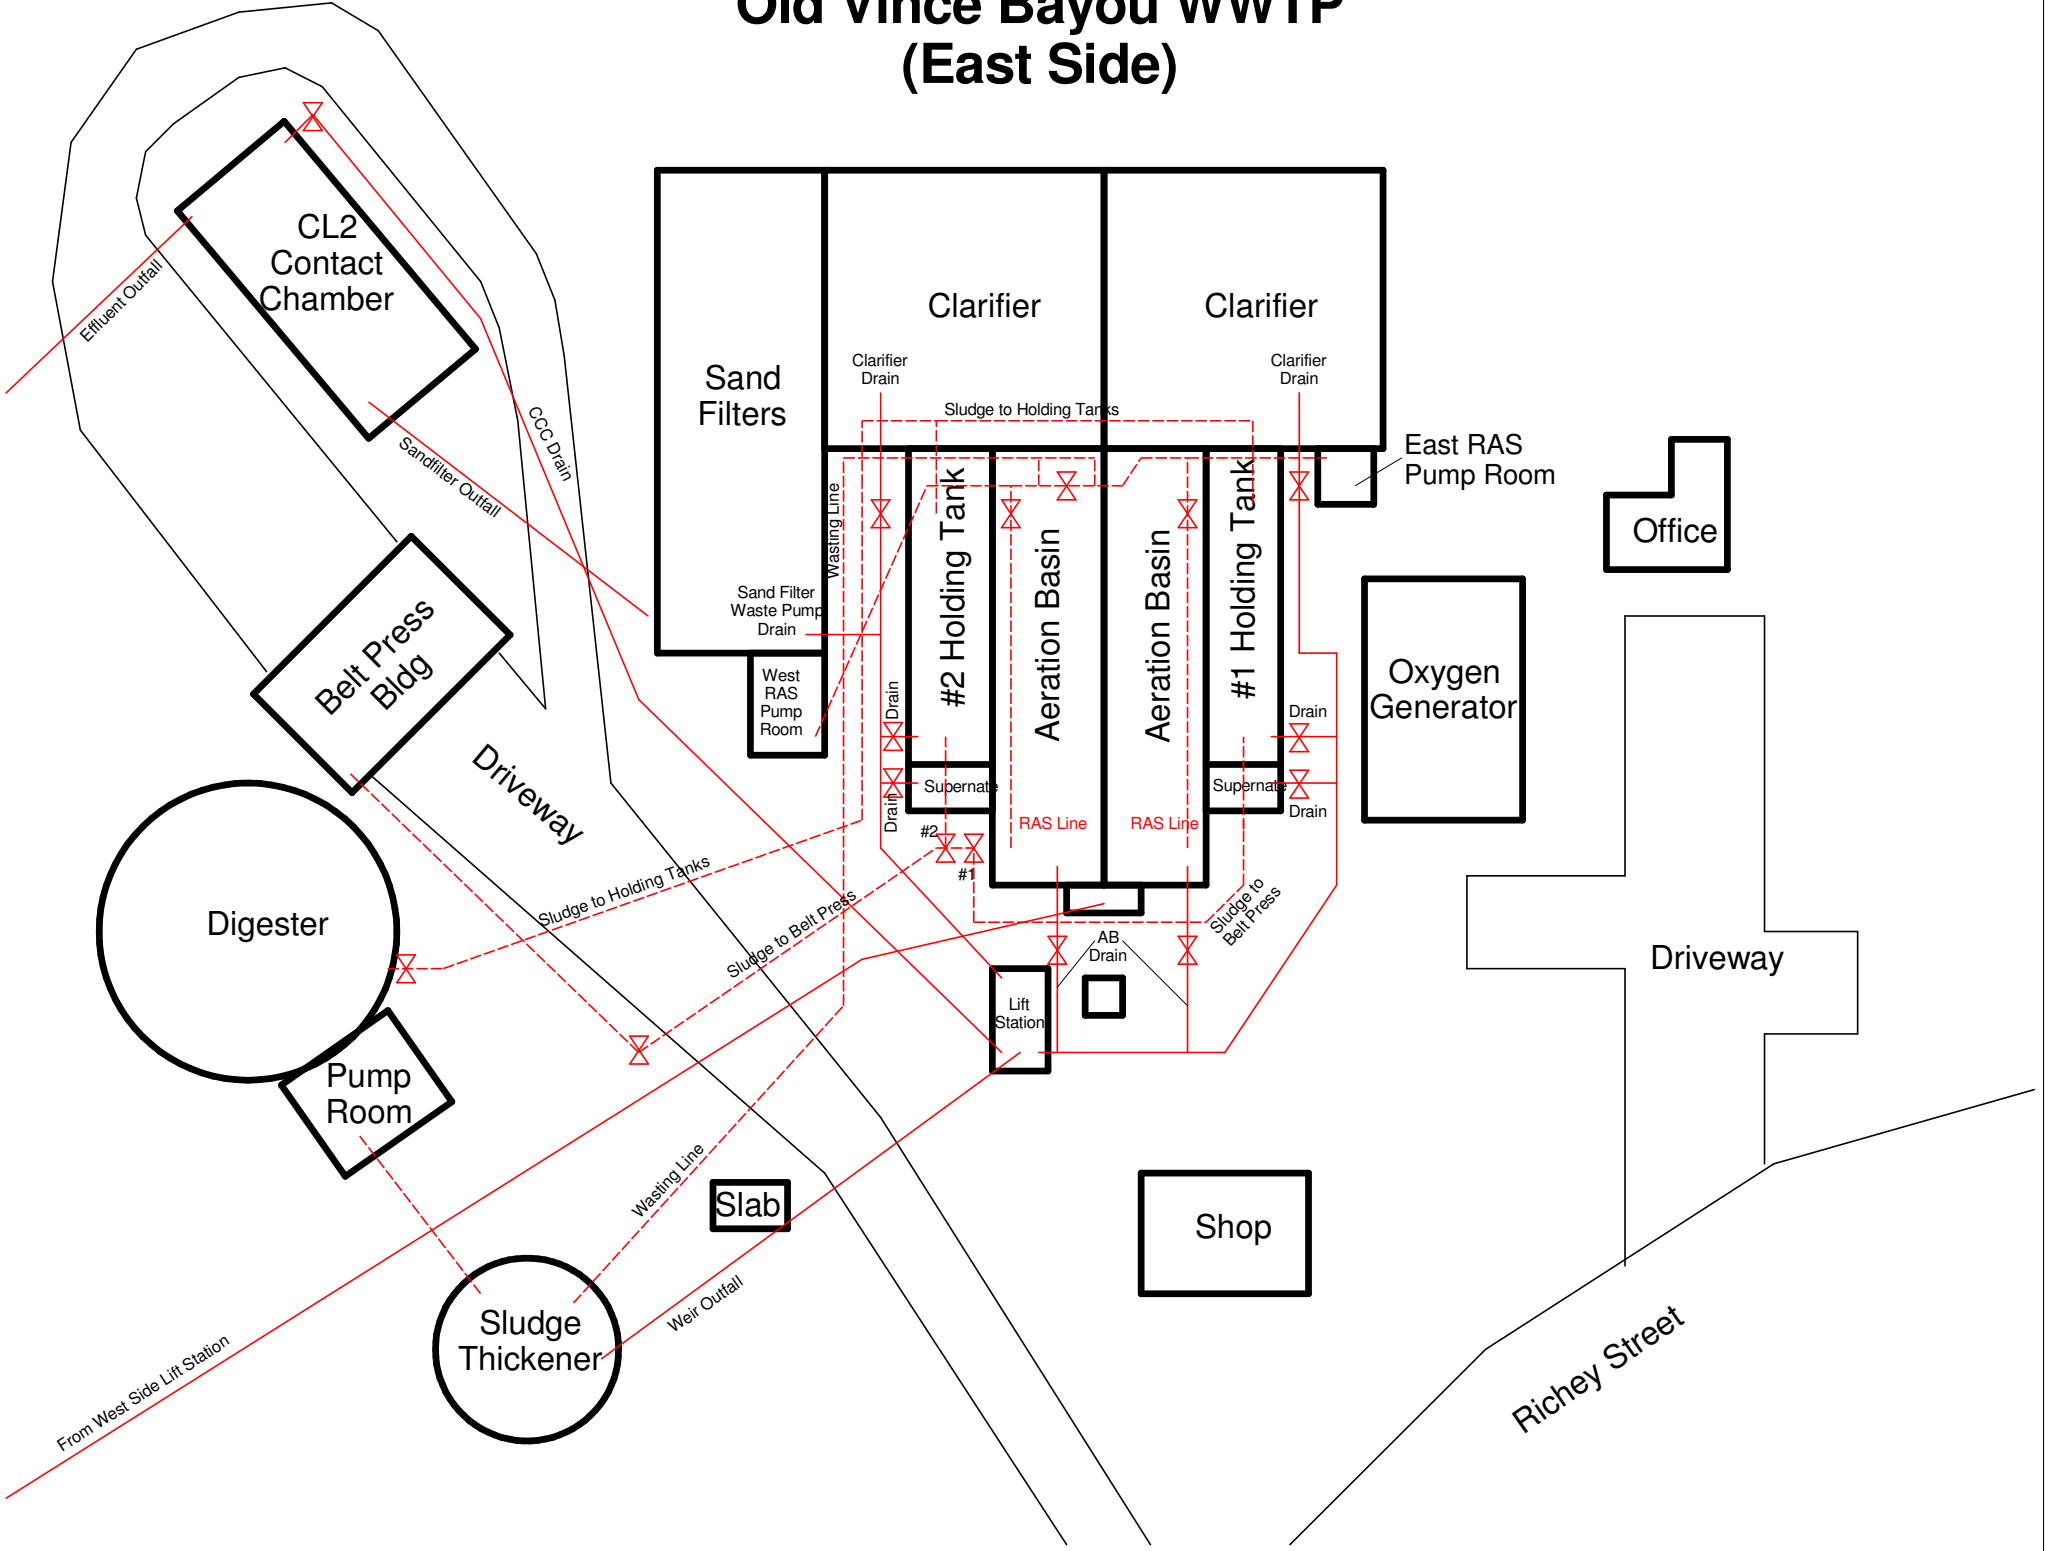 Old Vince Bayou WWTP
(East Side)
CL2
Contact
Chamber
Effluent Outfall
CCC Drain
Sandfilter Outfall
Sand
Filters
Clarifier
Clarifier
Clarifier
Drain
Clarifier
Drain
Sludge to Holding Tanks
East RAS
Pump Room
Office
Wasting Line
#2 Holding Tank
Aeration Basin
Aeration Basin
#1 Holding Tank
Sand Filter
Waste Pump
Drain
West
RAS
Pump
Room
Drain
Drain
Drain
Drain
Supernate
Supernate
Oxygen
Generator
Belt Press
Bldg
Driveway
RAS Line
RAS Line
#2
#1
Sludge to Holding Tanks
Sludge to Belt Press
Sludge to
Belt Press
Digester
AB
Drain
Driveway
Lift
Station
Pump
Room
Wasting Line
Slab
Shop
Weir Outfall
Sludge
Thickener
From West Side Lift Station
Richey Street